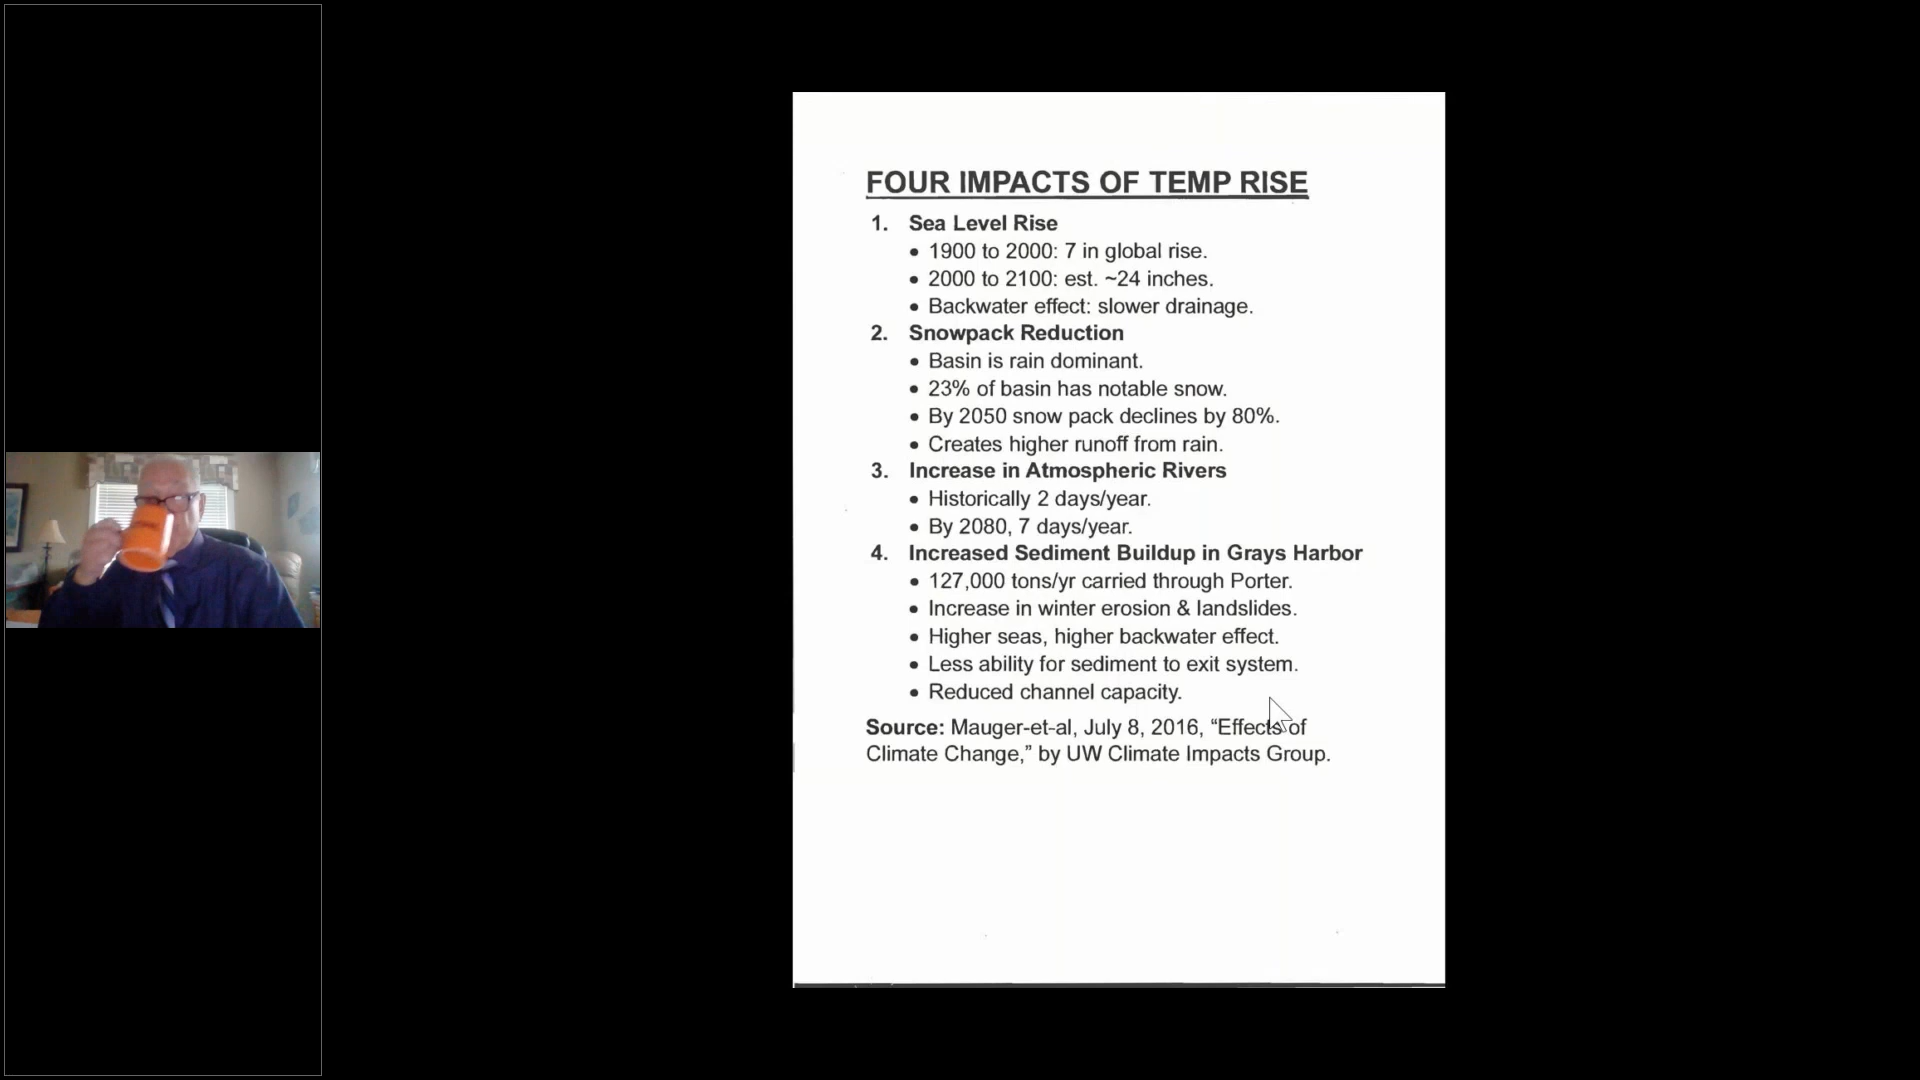 FOUR IMPACTS OF TEMP RISE
1. Sea Level Rise
• 1900 to 2000: 7 in global rise.
• 2000 to 2100: est. ~24 inches.
• Backwater effect: slower drainage.
2. Snowpack Reduction
• Basin is rain dominant.
• 23% of basin has notable snow.
• By 2050 snow pack declines by 80%.
• Creates higher runoff from rain.
3. Increase in Atmospheric Rivers
• Historically 2 days/year.
• By 2080, 7 days/year.
4. Increased Sediment Buildup in Grays Harbor
• 127,000 tons/yr carried through Porter.
• Increase in winter erosion & landslides.
• Higher seas, higher backwater effect.
• Less ability for sediment to exit system.
• Reduced channel capacity.
Source: Mauger-et-al, July 8, 2016, “Effects of
Climate Change,” by UW Climate Impacts Group.